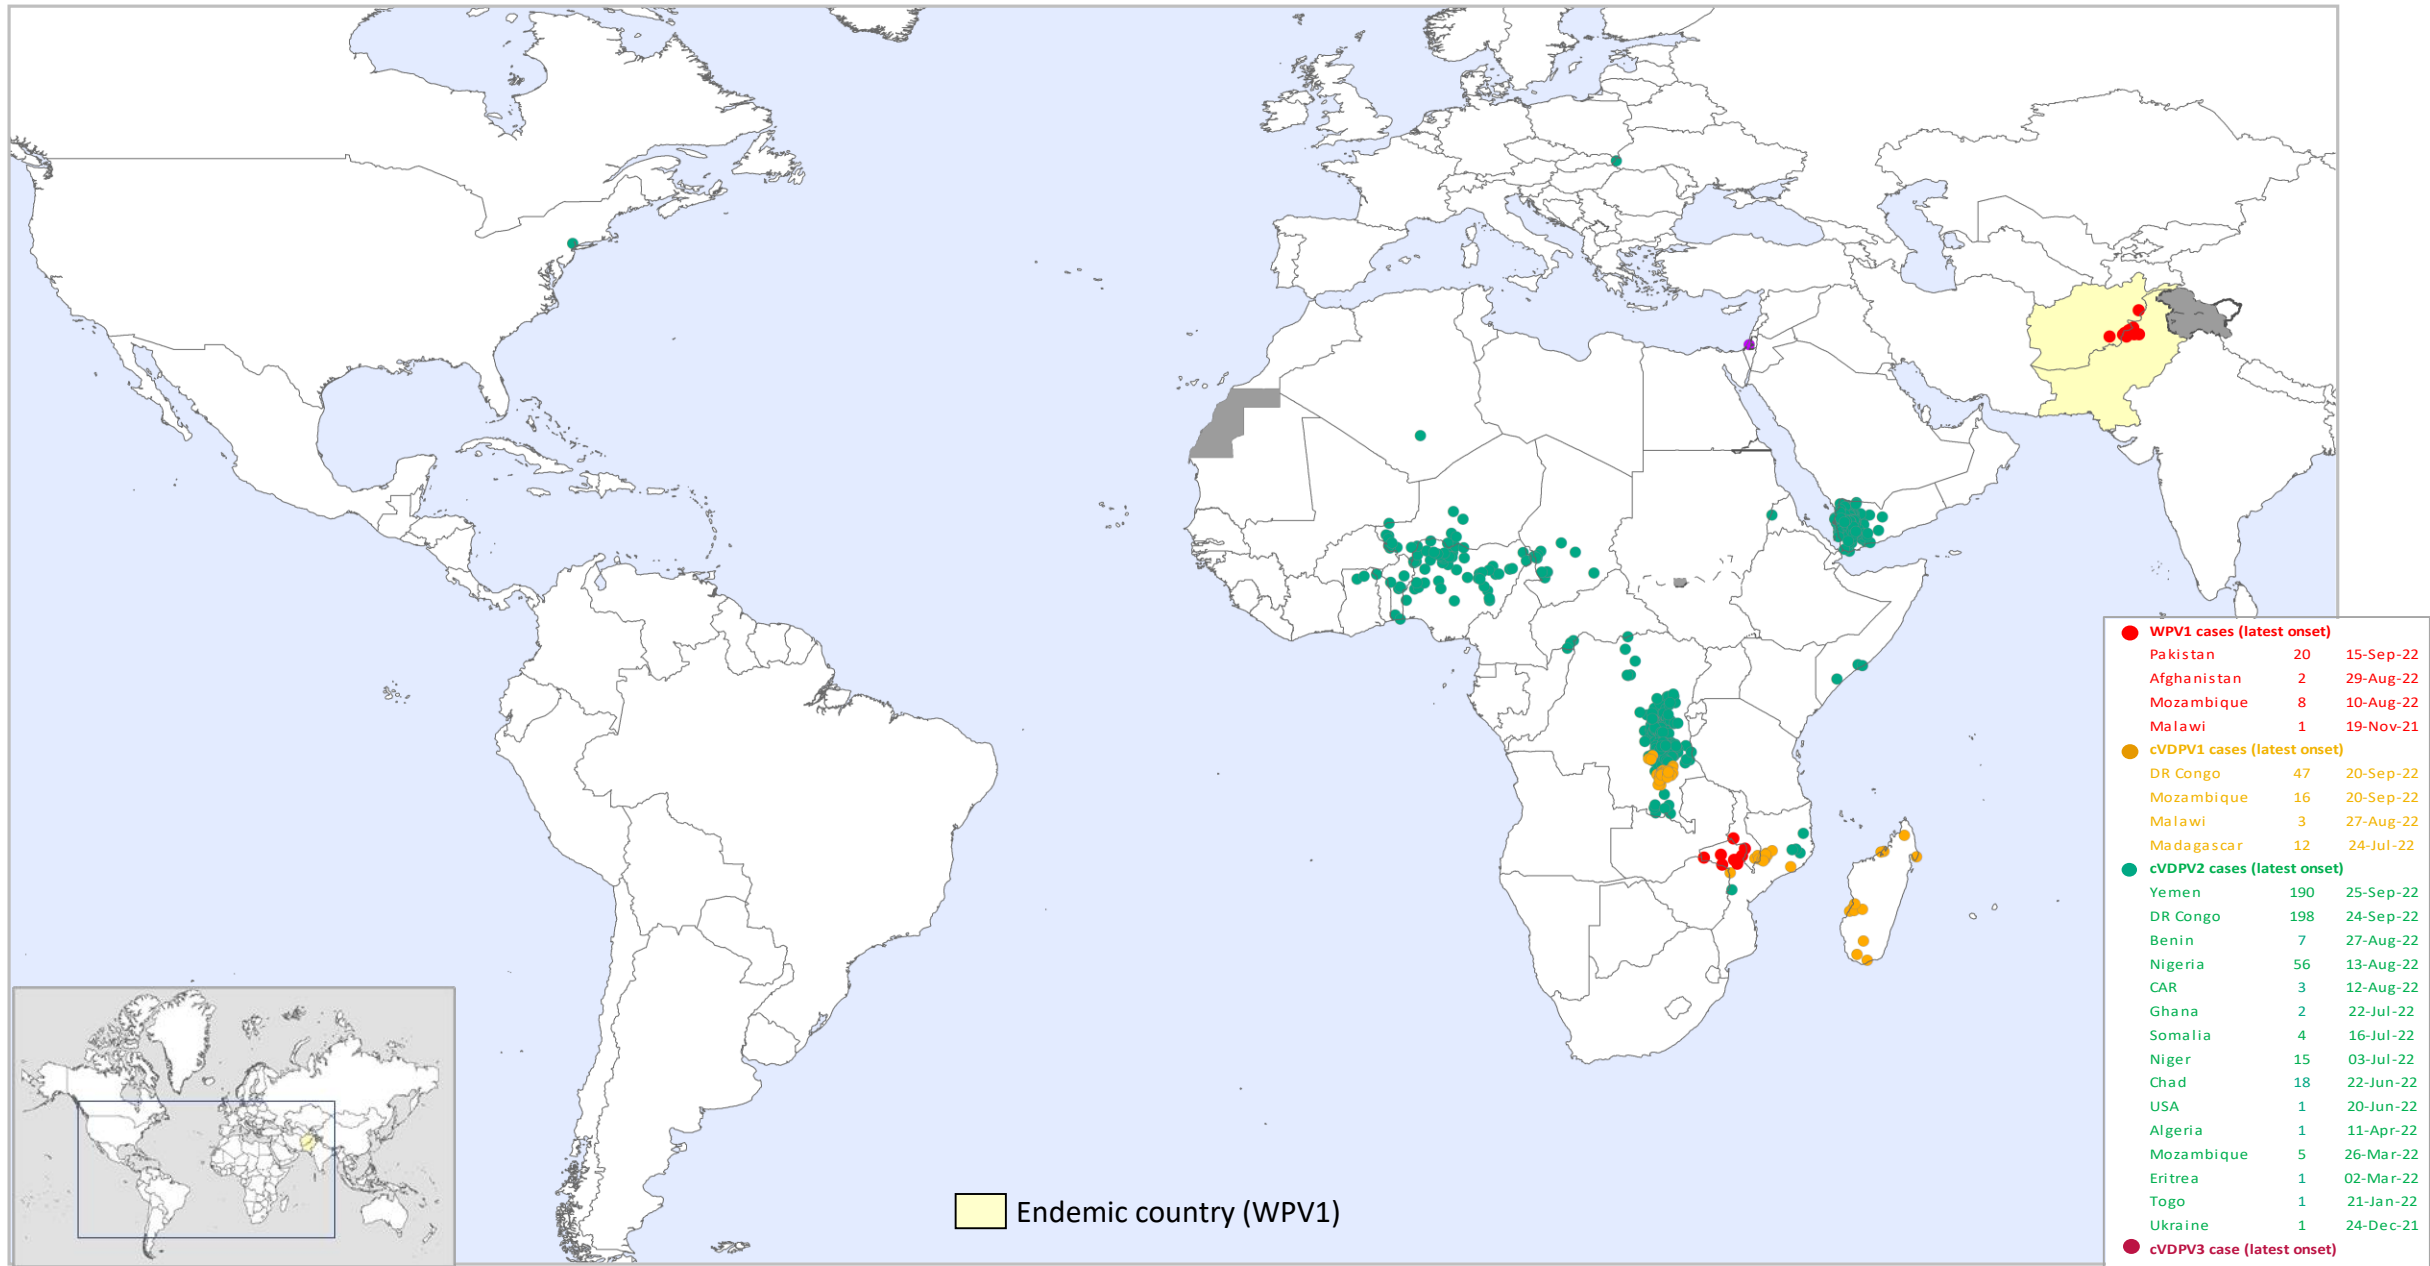 WPV1 cases (latest onset)
Pakistan 20 15-Sep-22
Afghanistan 2 29-Aug-22
Mozambique 8 10-Aug-22
Malawi 1 19-Nov-21
cVDPV1 cases (latest onset)
DR Congo 47 20-Sep-22
Mozambique 16 20-Sep-22
Malawi 3 27-Aug-22
Madagascar 12 24-Jul-22
cVDPV2 cases (latest onset)
Yemen 190 25-Sep-22
DR Congo 198 24-Sep-22
Benin 7 27-Aug-22
Nigeria 56 13-Aug-22
CAR 3 12-Aug-22
Ghana 2 22-Jul-22
Somalia 4 16-Jul-22
Niger 15 03-Jul-22
Chad 18 22-Jun-22
USA 1 20-Jun-22
Algeria 1 11-Apr-22
Mozambique 5 26-Mar-22
Eritrea 1 02-Mar-22
Togo 1 21-Jan-22
Ukraine 1 24-Dec-21
cVDPV3 case (latest onset)
Endemic country (WPV1)